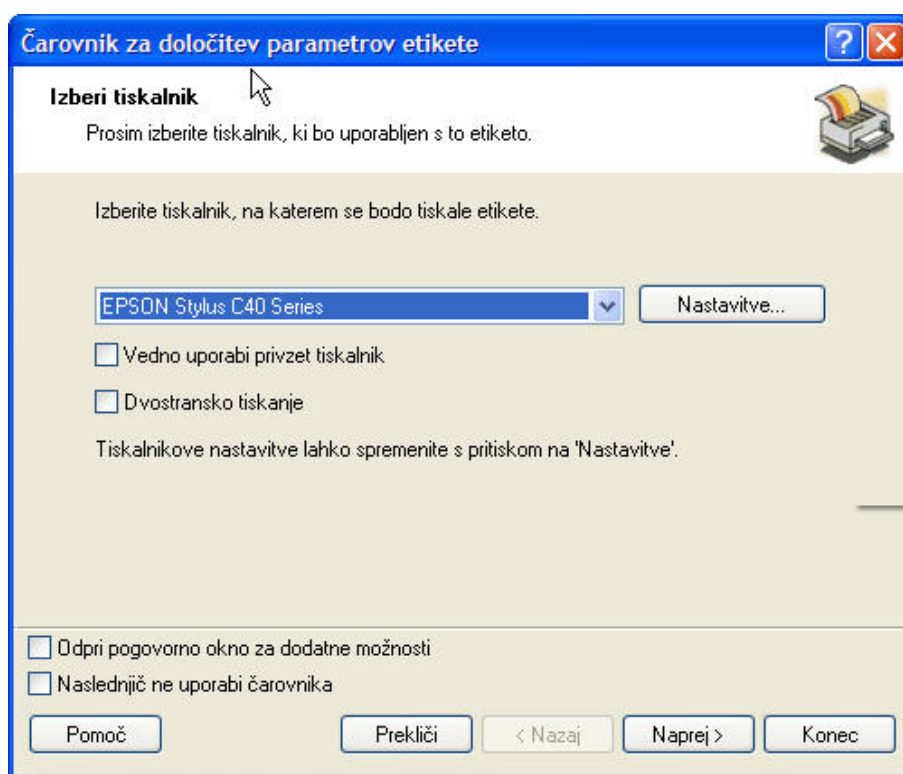 Čarovnik za določitev parametrov etikete
Izberi tiskalnik
Prosim izberite tiskalnik, ki bo uporabljen s to etiketo.
Izberite tiskalnik, na katerem se bodo tiskale etikete.
EPSON Stylus C40 Series
Nastavitve...
Vedno uporabi privzet tiskalnik
Dvostransko tiskanje
Tiskalnikove nastavitve lahko spremenite s pritiskom na 'Nastavitve'.
Odpri pogovorno okno za dodatne možnosti
Naslednjič ne uporabi čarovnika
Pomoč
Prekliči
< Nazaj
Naprej >
Konec